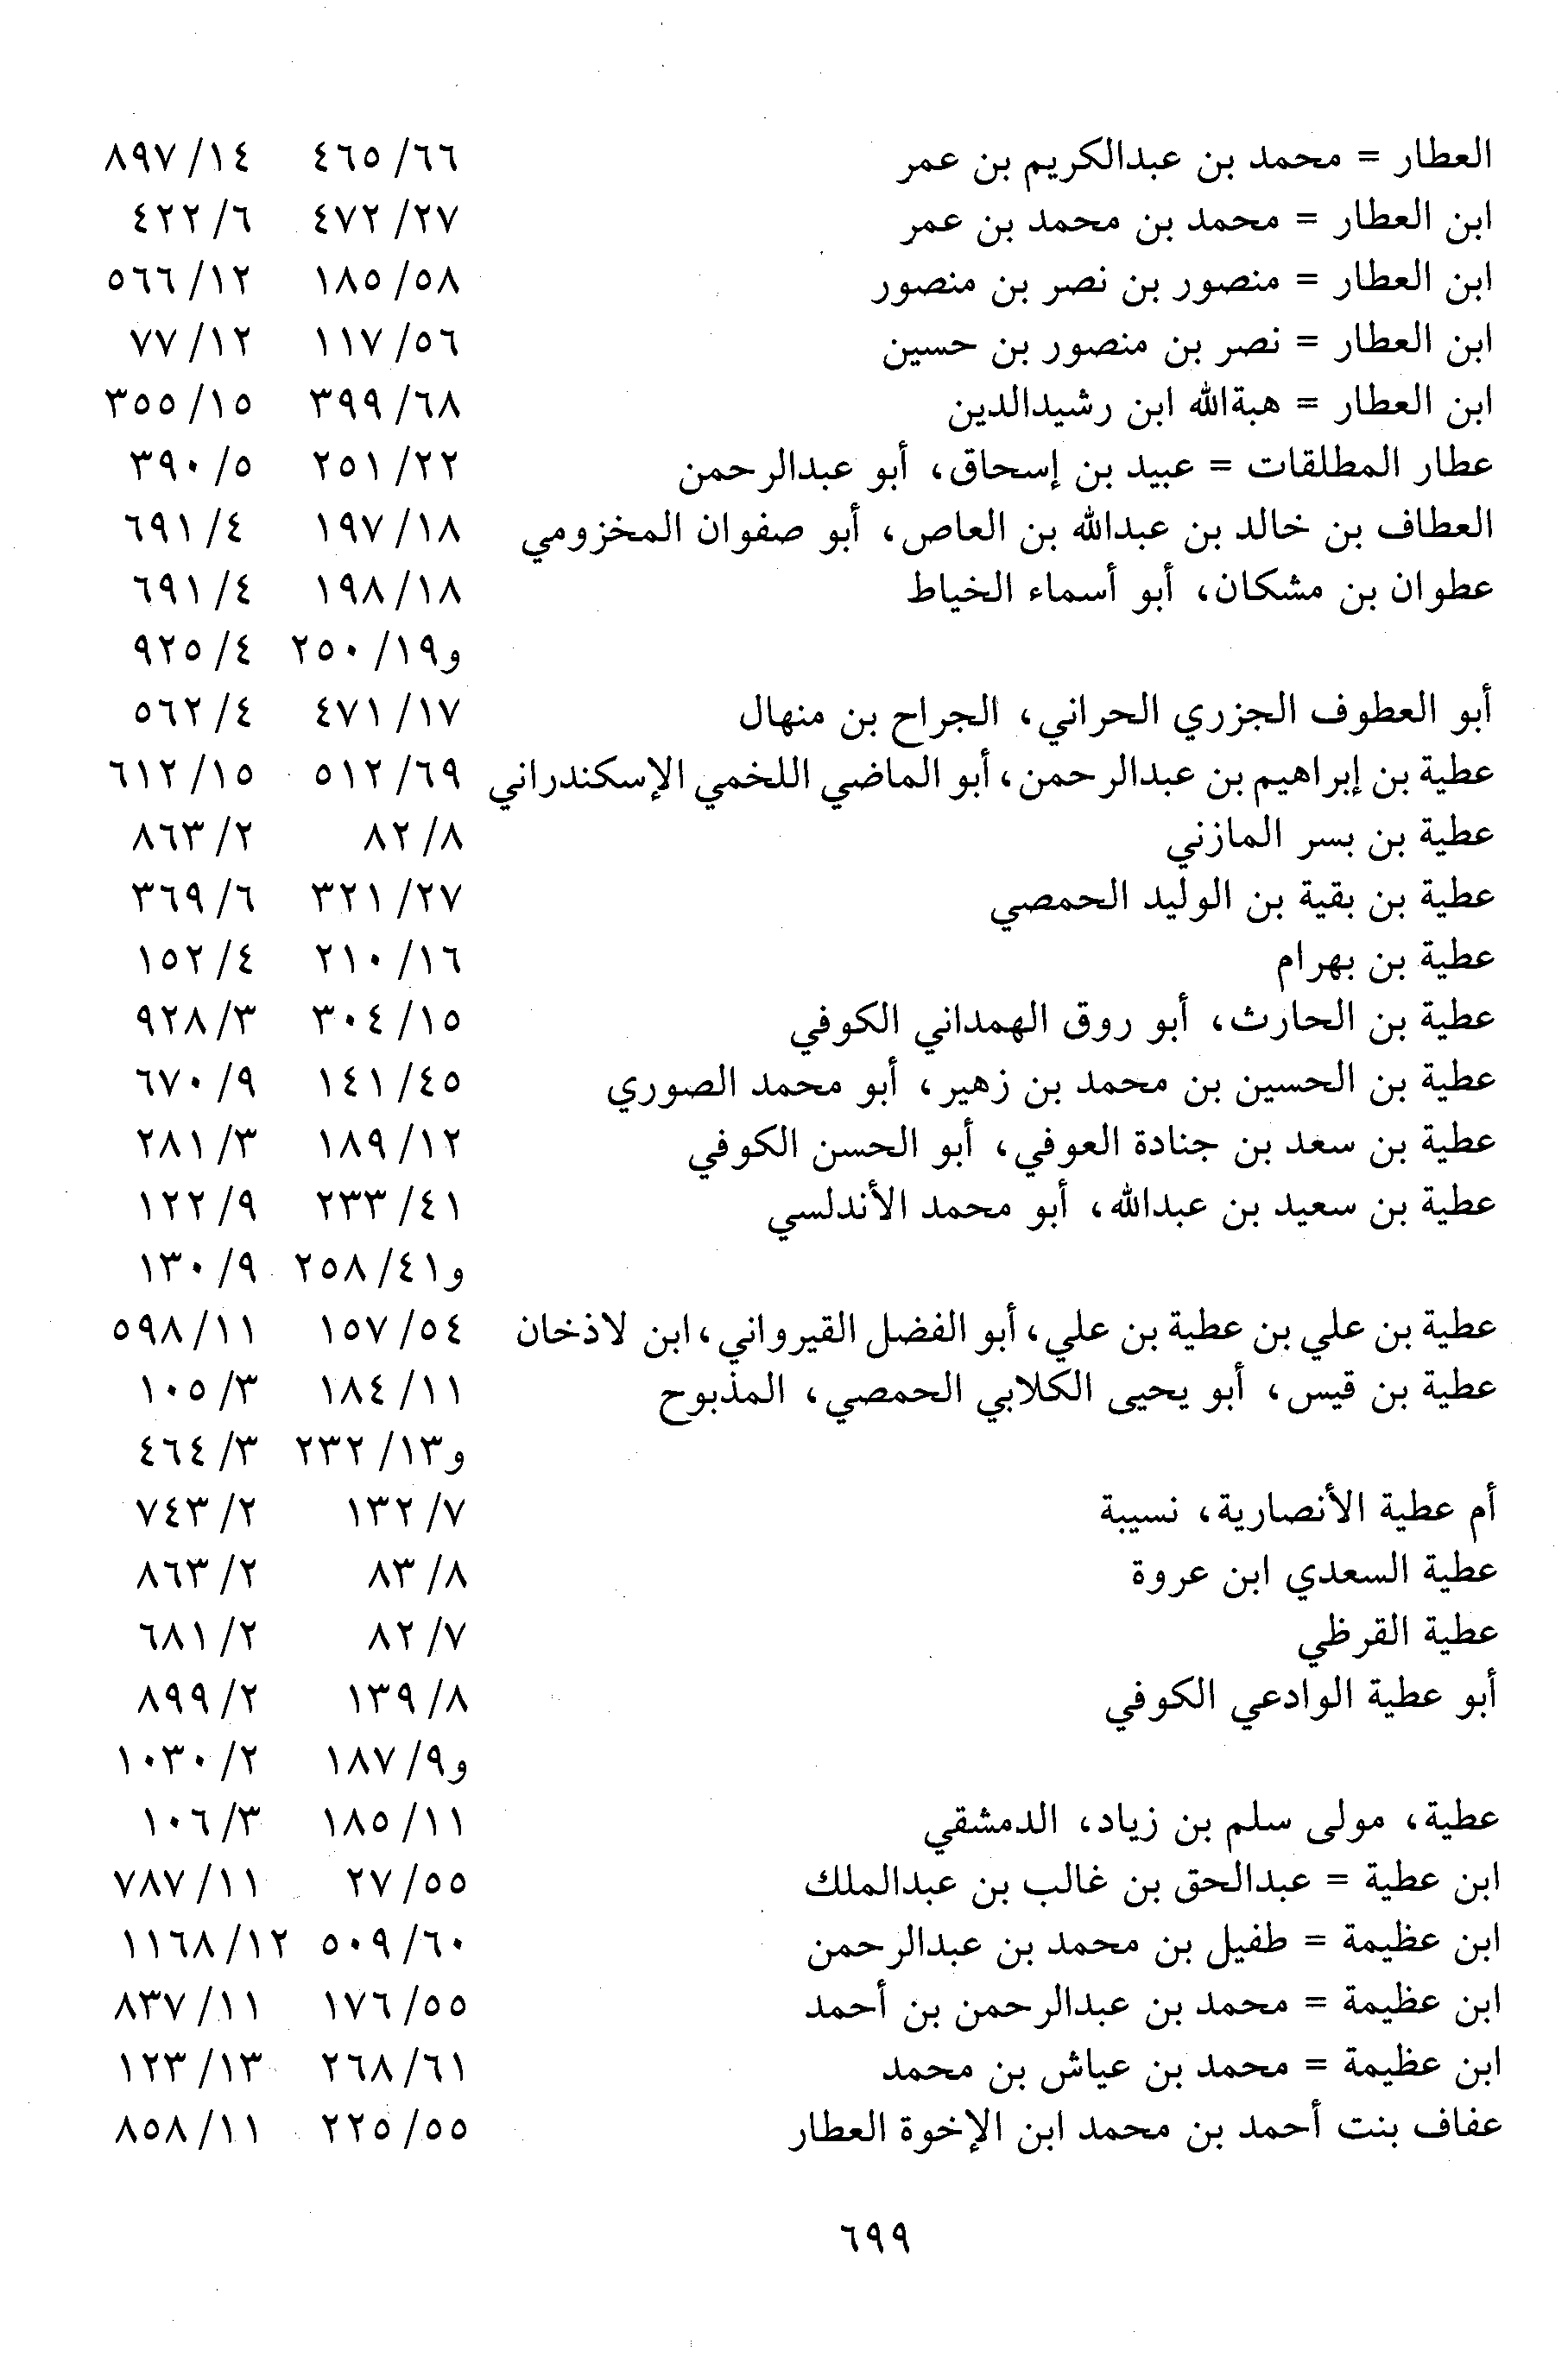 العطار = محمد بن عبدالكريم بن عمر ٦٦/ ٤٦٥ ١٤/ ٨٩٧
ابن العطار = محمد بن محمد بن عمر ٢٧/ ٤٧٢ ٦/ ٤٢٢
ابن العطار = منصور بن نصر بن منصور ٥٨/ ١٨٥ ١٢/ ٥٦٦
ابن العطار = نصر بن منصور بن حسين ٥٦/ ١١٧ ١٢/ ٧٧
ابن العطار = هبةالله ابن رشيدالدين ٦٨/ ٣٩٩ ١٥/ ٣٥٥
عطار المطلقات = عبيد بن إسحاق، أبو عبدالرحمن ٢٢/ ٢٥١ ٥/ ٣٩٠
العطاف بن خالد بن عبدالله بن العاص، أبو صفوان المخزومي ١٨/ ١٩٧ ٤/ ٦٩١
عطوان بن مشكان، أبو أسماء الخياط ١٨/ ١٩٨ ٤/ ٦٩١
و١٩/ ٢٥٠ ٤/ ٩٢٥
أبو العطوف الجزري الحراني، الجراح بن منهال ١٧/ ٤٧١ ٤/ ٥٦٢
عطية بن إبراهيم بن عبدالرحمن، أبو الماضي اللخمي الإسكندراني ٦٩/ ٥١٢ ١٥/ ٦١٢
عطية بن بسر المازني ٨/ ٨٢ ٢/ ٨٦٣
عطية بن بقية بن الوليد الحمصي ٢٧/ ٣٢١ ٦/ ٣٦٩
عطية بن بهرام ١٦/ ٢١٠ ٤/ ١٥٢
عطية بن الحارث، أبو روق الهمداني الكوفي ١٥/ ٣٠٤ ٣/ ٩٢٨
عطية بن الحسين بن محمد بن زهير، أبو محمد الصوري ٤٥/ ١٤١ ٩/ ٦٧٠
عطية بن سعد بن جنادة العوفي، أبو الحسن الكوفي ١٢/ ١٨٩ ٣/ ٢٨١
عطية بن سعيد بن عبدالله، أبو محمد الأندلسي ٤١/ ٢٣٣ ٩/ ١٢٢
و٤١/ ٢٥٨ ٩/ ١٣٠
عطية بن علي بن عطية بن علي، أبو الفضل القيرواني، ابن لاذخان ٥٤/ ١٥٧ ١١/ ٥٩٨
عطية بن قيس، أبو يحيى الكلابي الحمصي، المذبوح ١١/ ١٨٤ ٣/ ١٠٥
و١٣/ ٢٣٢ ٣/ ٤٦٤
أم عطية الأنصارية، نسيبة ٧/ ١٣٢ ٢/ ٧٤٣
عطية السعدي ابن عروة ٨/ ٨٣ ٢/ ٨٦٣
عطية القرظي ٧/ ٨٢ ٢/ ٦٨١
أبو عطية الوادعي الكوفي ٨/ ١٣٩ ٢/ ٨٩٩
و٩/ ١٨٧ ٢/ ١٠٣٠
عطية، مولى سلم بن زياد، الدمشقي ١١/ ١٨٥ ٣/ ١٠٦
ابن عطية = عبدالحق بن غالب بن عبدالملك ٥٥/ ٢٧ ١١/ ٧٨٧
ابن عظيمة = طفيل بن محمد بن عبدالرحمن ٦٠/ ٥٠٩ ١٢/ ١١٦٨
ابن عظيمة = محمد بن عبدالرحمن بن أحمد ٥٥/ ١٧٦ ١١/ ٨٣٧
ابن عظيمة = محمد بن عياش بن محمد ٦١/ ٢٦٨ ١٣/ ١٢٣
عفاف بنت أحمد بن محمد ابن الإخوة العطار ٥٥/ ٢٢٥ ١١/ ٨٥٨
٦٩٩